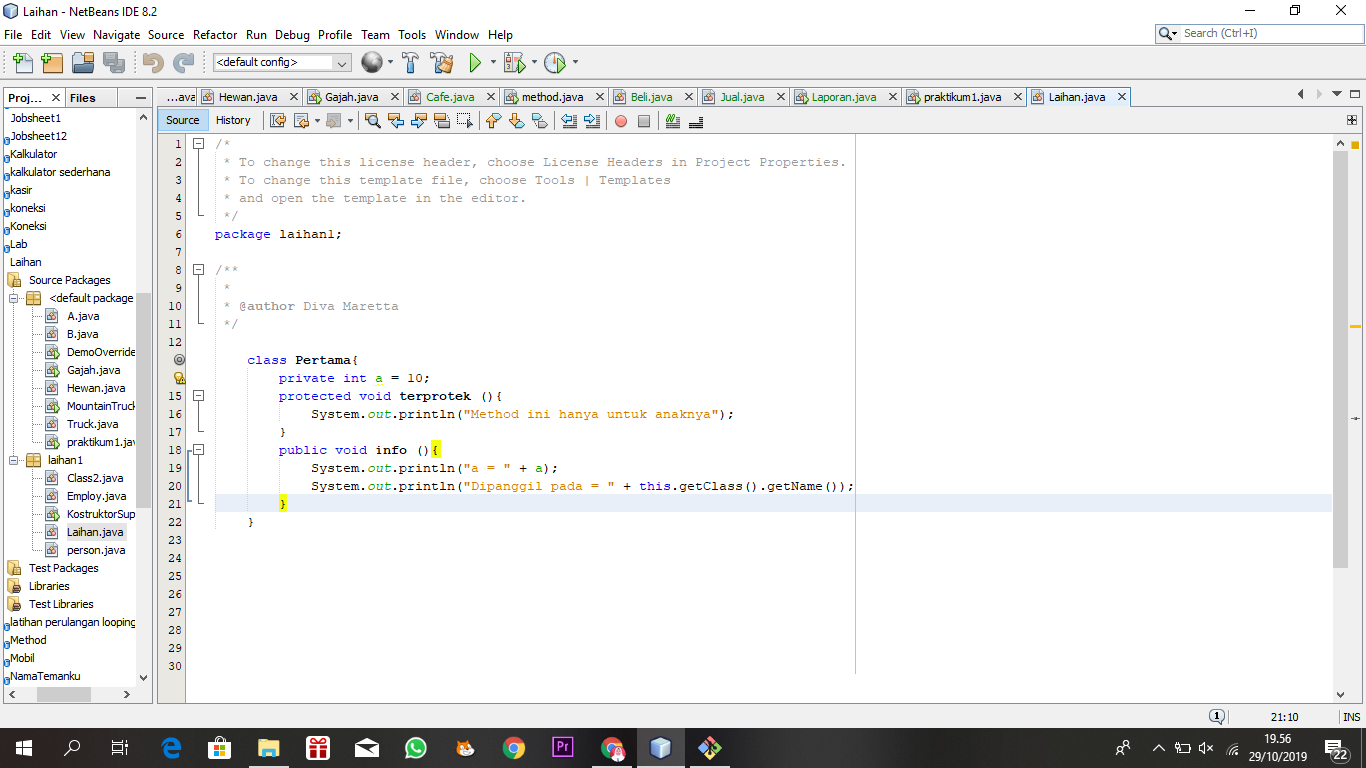 Laihan - NetBeans IDE 8.2
File Edit View Navigate Source Refactor Run Debug Profile Team Tools Window Help
Search (Ctrl+I)
<default config>
Proj... Files
...ava Hewan.java Gajah.java Cafe.java method.java Beli.java Jual.java Laporan.java praktikum1.java Laihan.java
Source History
Jobsheet1
Jobsheet12
Kalkulator
kalkulator sederhana
kasir
koneksi
Koneksi
Lab
Laihan
Source Packages
<default package
A.java
B.java
DemoOverride
Gajah.java
Hewan.java
MountainTruck
Truck.java
praktikum1.jav
laihan1
Class2.java
Employ.java
KostruktorSup
Laihan.java
person.java
Test Packages
Libraries
Test Libraries
latihan perulangan looping
Method
Mobil
NamaTemanku
1 /*
2 * To change this license header, choose License Headers in Project Properties.
3 * To change this template file, choose Tools | Templates
4 * and open the template in the editor.
5 */
6 package laihan1;
7
8 /**
9 *
10 * @author Diva Maretta
11 */
12
class Pertama{
private int a = 10;
15 protected void terprotek (){
16 System.out.println("Method ini hanya untuk anaknya");
17 }
18 public void info (){
19 System.out.println("a = " + a);
20 System.out.println("Dipanggil pada = " + this.getClass().getName());
21 }
22 }
23
24
25
26
27
28
29
30
1 21:10 INS
Pr
19.56
29/10/2019
22